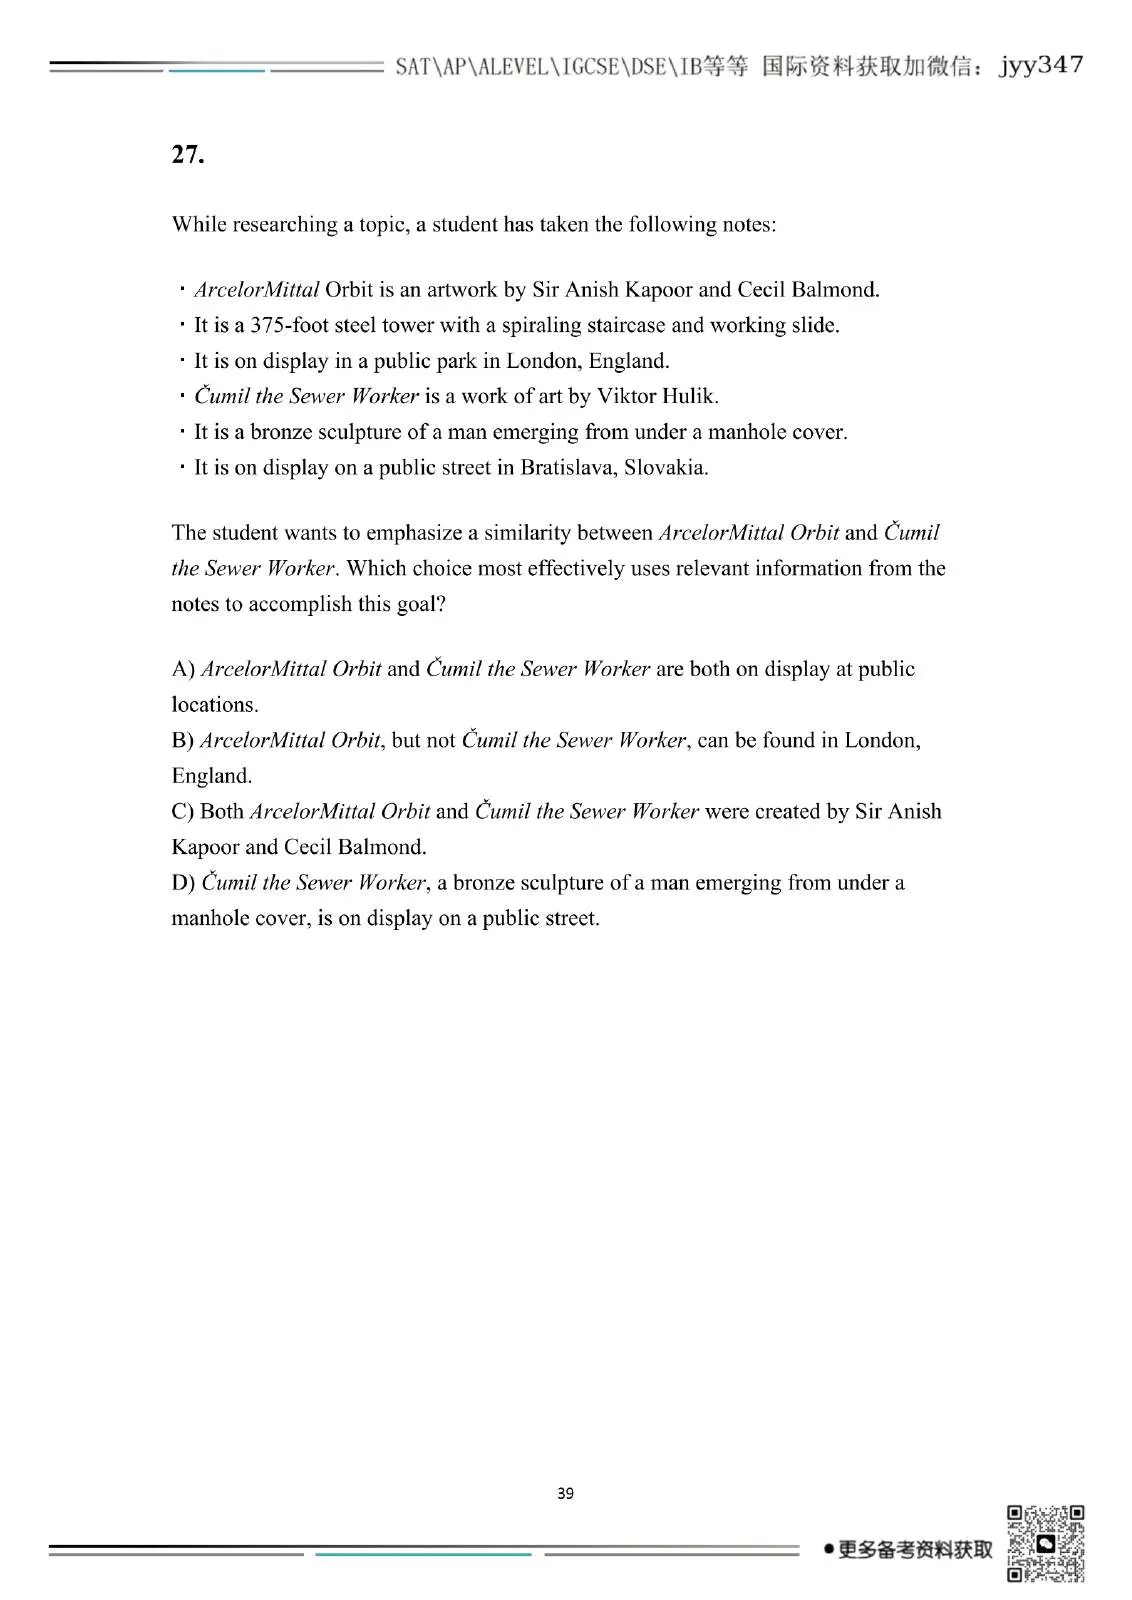 SAT\AP\ALEVEL\IGCSE\DSE\IB等等 国际资料获取加微信: jyy347
27.
While researching a topic, a student has taken the following notes:
· ArcelorMittal Orbit is an artwork by Sir Anish Kapoor and Cecil Balmond.
· It is a 375-foot steel tower with a spiraling staircase and working slide.
· It is on display in a public park in London, England.
· Čumil the Sewer Worker is a work of art by Viktor Hulik.
· It is a bronze sculpture of a man emerging from under a manhole cover.
· It is on display on a public street in Bratislava, Slovakia.
The student wants to emphasize a similarity between ArcelorMittal Orbit and Čumil
the Sewer Worker. Which choice most effectively uses relevant information from the
notes to accomplish this goal?
A) ArcelorMittal Orbit and Čumil the Sewer Worker are both on display at public
locations.
B) ArcelorMittal Orbit, but not Čumil the Sewer Worker, can be found in London,
England.
C) Both ArcelorMittal Orbit and Čumil the Sewer Worker were created by Sir Anish
Kapoor and Cecil Balmond.
D) Čumil the Sewer Worker, a bronze sculpture of a man emerging from under a
manhole cover, is on display on a public street.
39
●更多备考资料获取